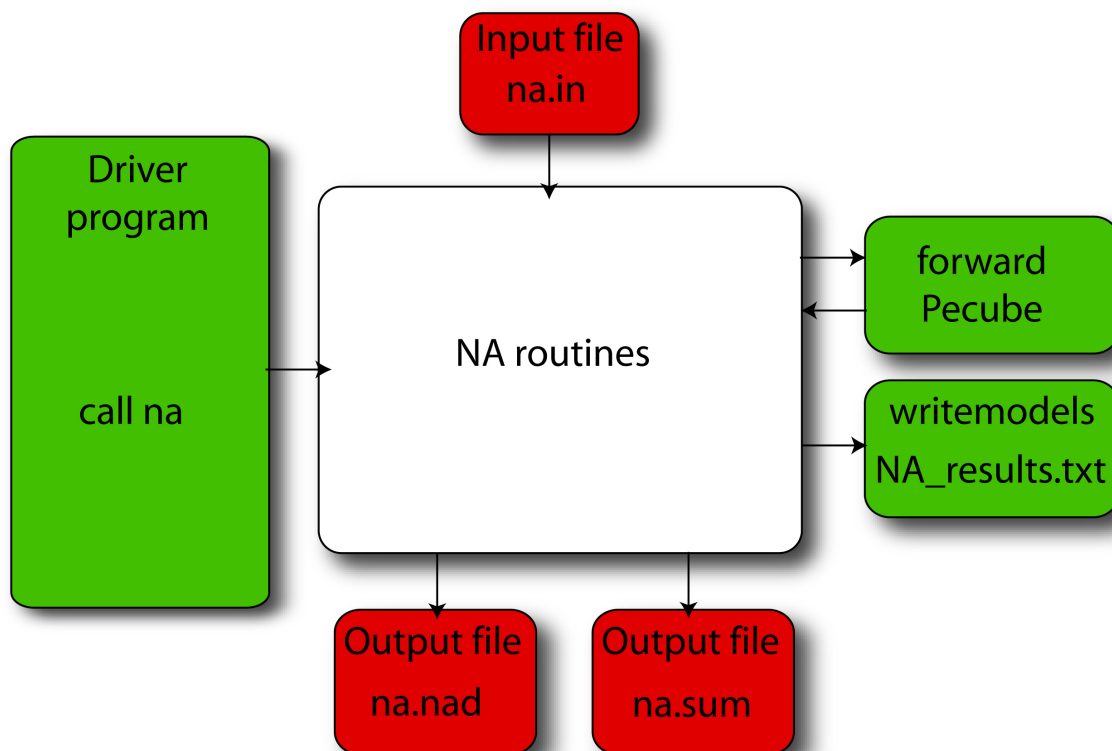 Input file
na.in
Driver
program
call na
NA routines
forward
Pecube
writemodels
NA_results.txt
Output file
na.nad
Output file
na.sum